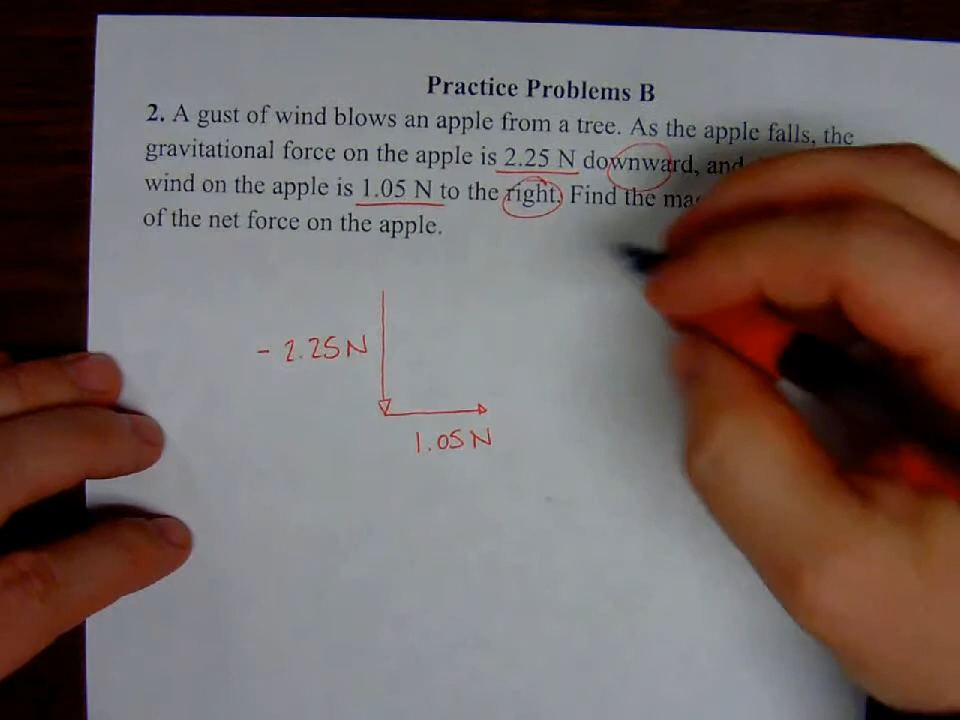 Practice Problems B
2. A gust of wind blows an apple from a tree. As the apple falls, the
gravitational force on the apple is 2.25 N downward, and
wind on the apple is 1.05 N to the right. Find the
of the net force on the apple.
- 2.25 N
1.05 N